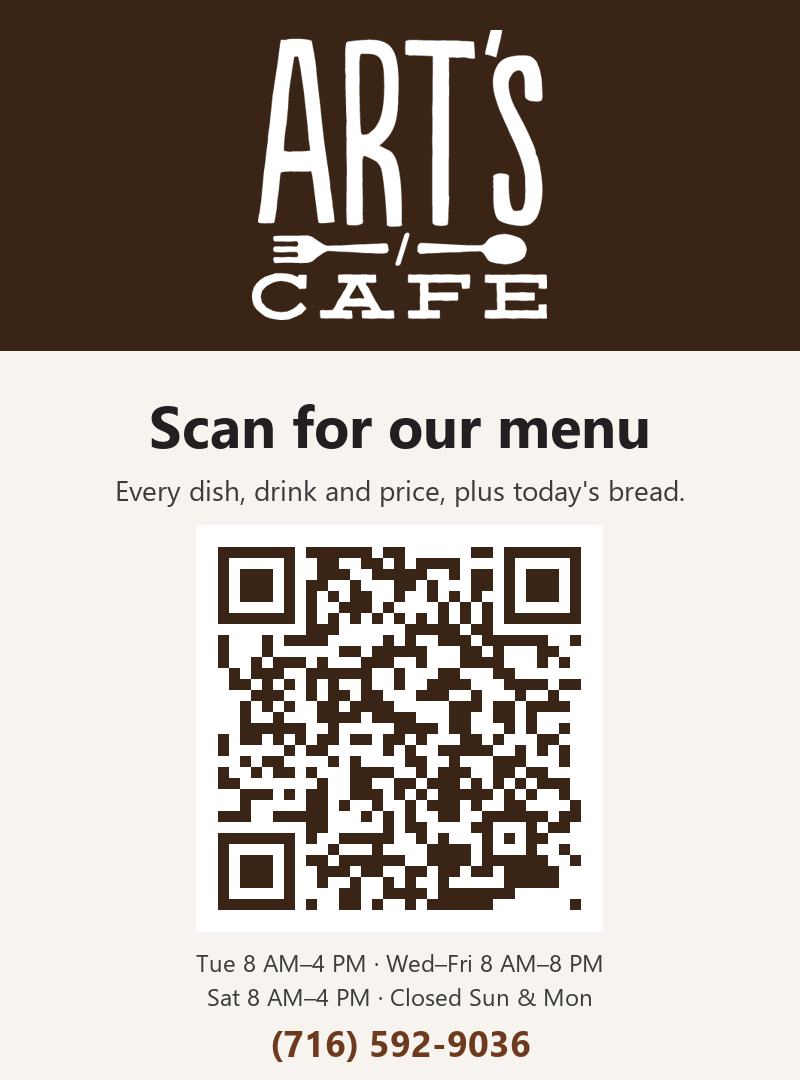 ART'S
CAFE
Scan for our menu
Every dish, drink and price, plus today's bread.
Tue 8 AM–4 PM · Wed–Fri 8 AM–8 PM
Sat 8 AM–4 PM · Closed Sun & Mon
(716) 592-9036